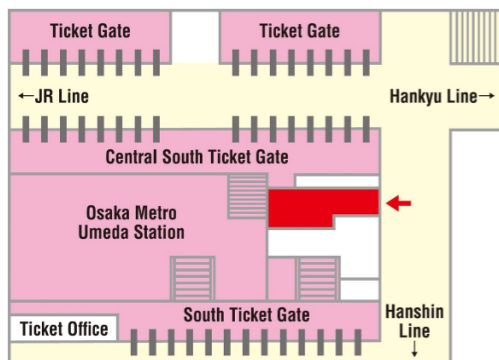 Ticket Gate
Ticket Gate
←JR Line
Hankyu Line→
Central South Ticket Gate
Osaka Metro
Umeda Station
South Ticket Gate
Ticket Office
Hanshin
Line
↓